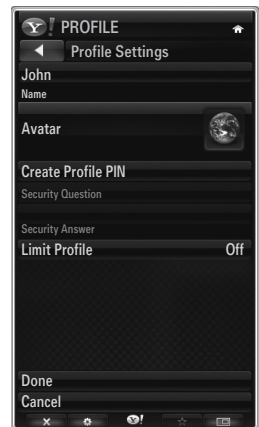 Y! PROFILE
Profile Settings
John
Name
Avatar
Create Profile PIN
Security Question
Security Answer
Limit Profile Off
Done
Cancel
Y!